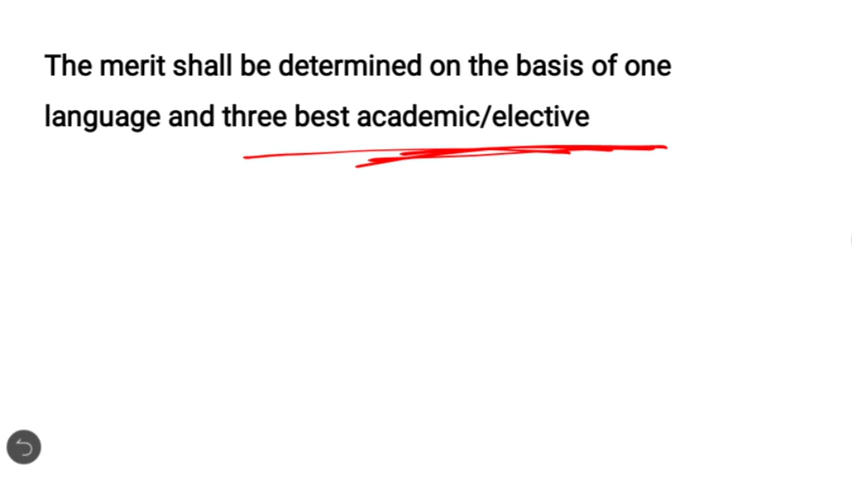 The merit shall be determined on the basis of one
language and three best academic/elective